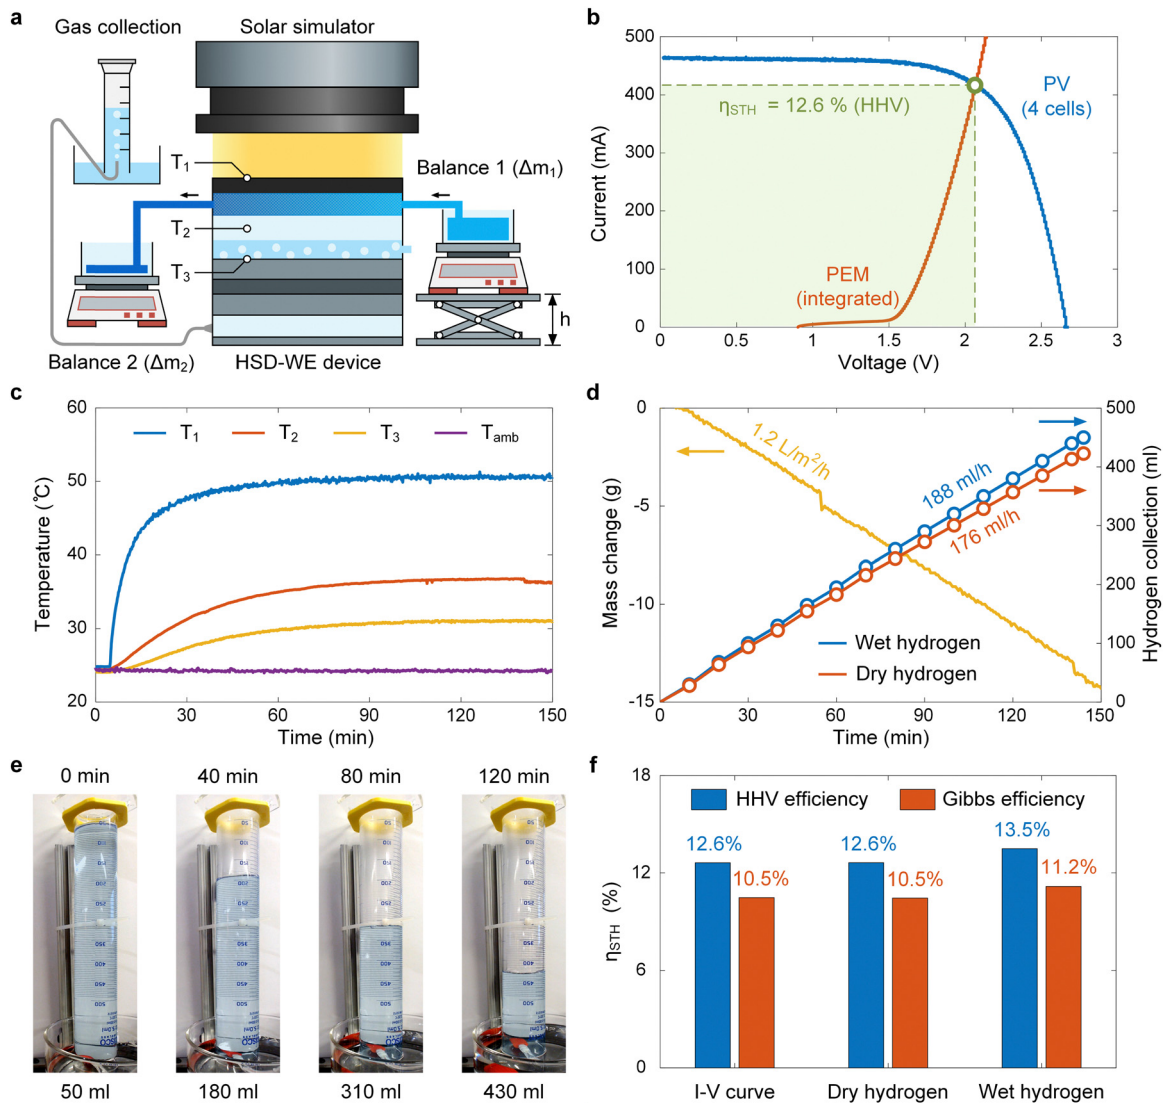 a
Gas collection
Solar simulator
T1
Balance 1 (Δm1)
T2
T3
h
Balance 2 (Δm2)
HSD-WE device
b
500
400
300
200
100
0
Current (mA)
ηSTH = 12.6 % (HHV)
PV
(4 cells)
PEM
(integrated)
0 0.5 1 1.5 2 2.5 3
Voltage (V)
c
60
50
40
30
20
Temperature (℃)
T1 T2 T3 Tamb
0 30 60 90 120 150
Time (min)
d
0
-5
-10
-15
Mass change (g)
1.2 L/m²/h
188 ml/h
176 ml/h
Wet hydrogen
Dry hydrogen
500
400
300
200
100
0
Hydrogen collection (ml)
0 30 60 90 120 150
Time (min)
e
0 min 40 min 80 min 120 min
50 ml 180 ml 310 ml 430 ml
f
18
12
6
0
ηSTH (%)
HHV efficiency Gibbs efficiency
12.6% 10.5% 12.6% 10.5% 13.5% 11.2%
I-V curve Dry hydrogen Wet hydrogen